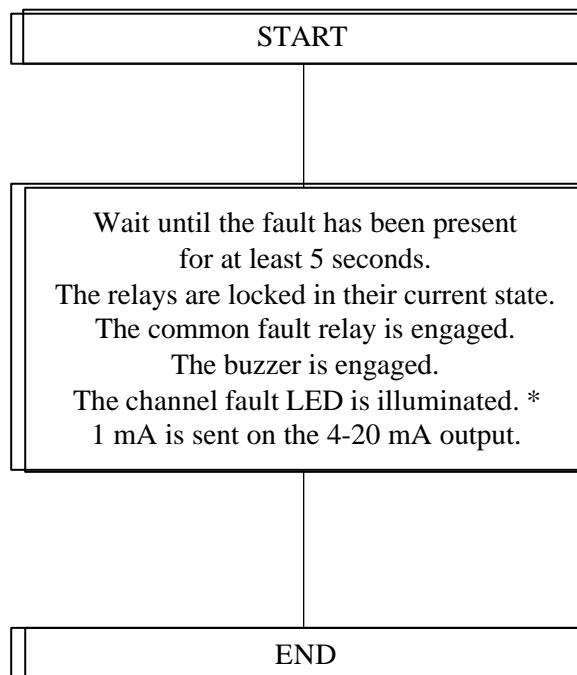 START
Wait until the fault has been present
for at least 5 seconds.
The relays are locked in their current state.
The common fault relay is engaged.
The buzzer is engaged.
The channel fault LED is illuminated. *
1 mA is sent on the 4-20 mA output.
END